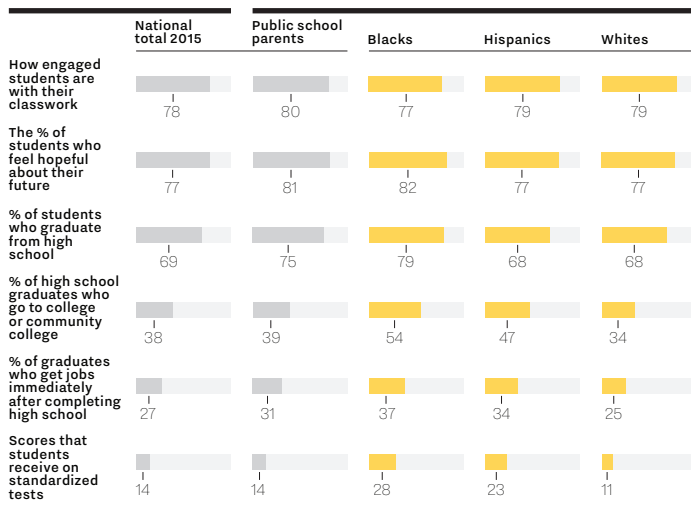 National
total 2015
Public school
parents
Blacks
Hispanics
Whites
How engaged
students are
with their
classwork
78
80
77
79
79
The % of
students who
feel hopeful
about their
future
77
81
82
77
77
% of students
who graduate
from high
school
69
75
79
68
68
% of high school
graduates who
go to college
or community
college
38
39
54
47
34
% of graduates
who get jobs
immediately
after completing
high school
27
31
37
34
25
Scores that
students
receive on
standardized
tests
14
14
28
23
11